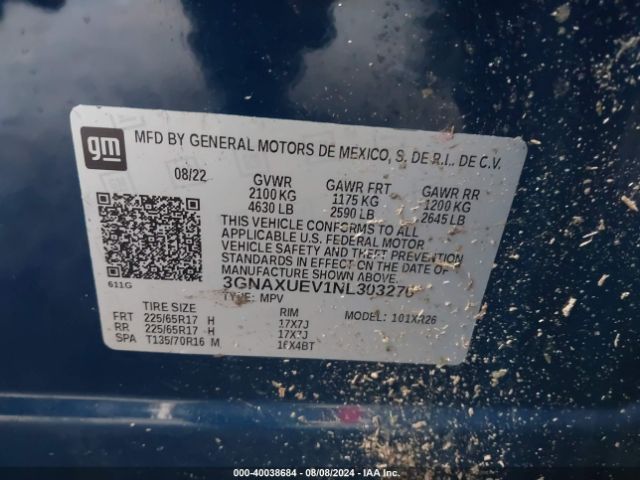 gm
MFD BY GENERAL MOTORS DE MEXICO, S. DE R.L. DE C.V.
08/22
GVWR GAWR FRT GAWR RR
2100 KG 1175 KG 1200 KG
4630 LB 2590 LB 2645 LB
THIS VEHICLE CONFORMS TO ALL
APPLICABLE U.S. FEDERAL MOTOR
VEHICLE SAFETY AND THEFT PREVENTION
STANDARDS IN EFFECT ON THE DATE OF
MANUFACTURE SHOWN ABOVE.
3GNAXUEV1NL303276
611G
TYPE: MPV
TIRE SIZE RIM MODEL: 101XR26
FRT 225/65R17 H 17X7J
RR 225/65R17 H 17X7J
SPA T135/70R16 M 16X4BT
000-40038684 - 08/08/2024 - IAA Inc.